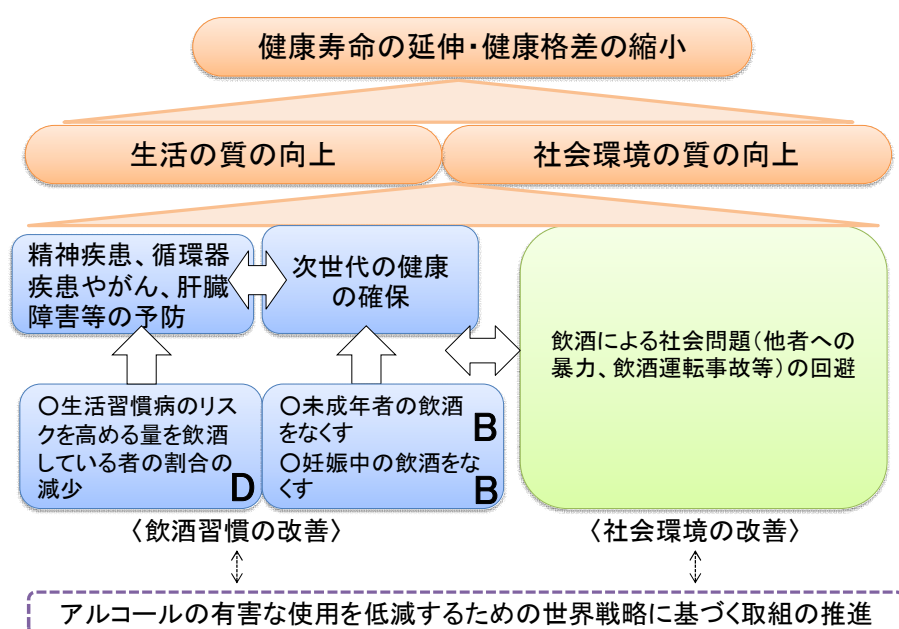 健康寿命の延伸・健康格差の縮小
生活の質の向上
社会環境の質の向上
精神疾患、循環器
疾患やがん、肝臓
障害等の予防
次世代の健康
の確保
飲酒による社会問題(他者への
暴力、飲酒運転事故等)の回避
○生活習慣病のリス
クを高める量を飲酒
している者の割合の
減少
D
○未成年者の飲酒
をなくす
B
○妊娠中の飲酒をな
くす
B
〈飲酒習慣の改善〉
〈社会環境の改善〉
アルコールの有害な使用を低減するための世界戦略に基づく取組の推進